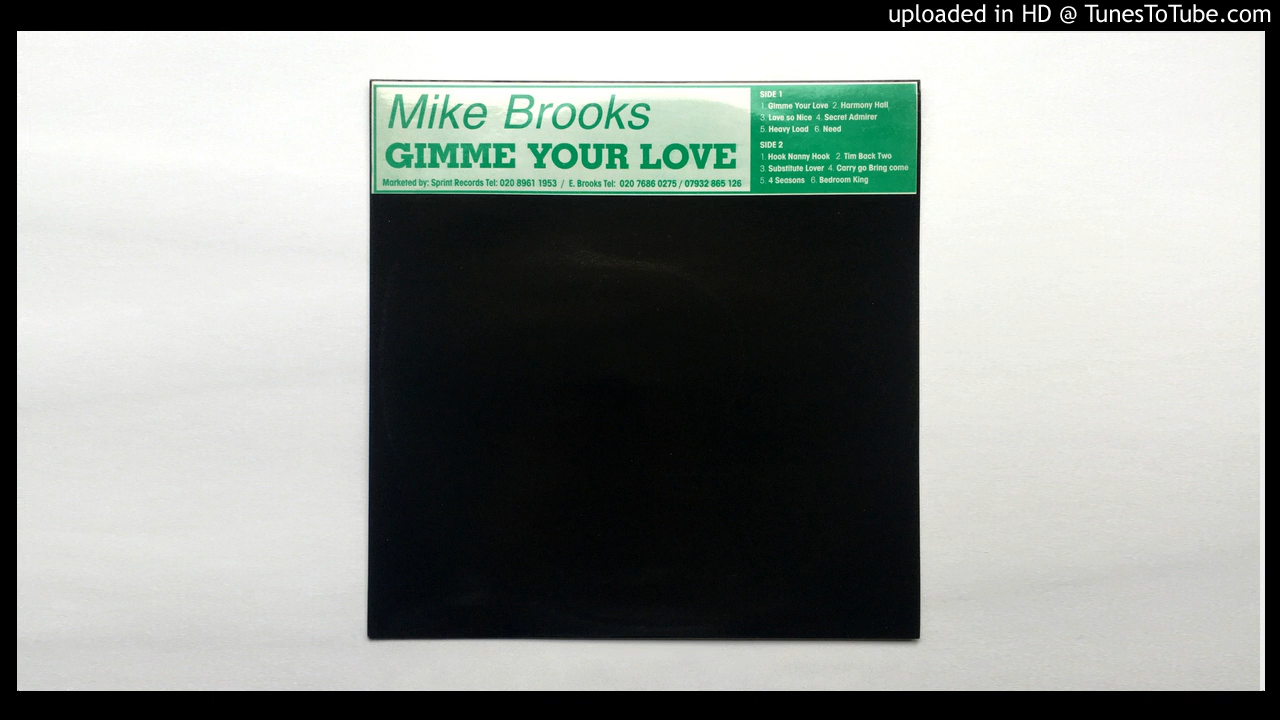 uploaded in HD @ TunesToTube.com
Mike Brooks
GIMME YOUR LOVE
Marketed by: Sprint Records Tel: 020 8961 1953 / E. Brooks Tel: 020 7686 0275 / 07932 865 126
SIDE 1
1. Gimme Your Love 2. Harmony Hall,
3. Love so Nice 4. Secret Admirer
5. Heavy Load 6. Need
SIDE 2
1. Hook Nanny Hook 2. Tim Back Two
3. Substitute Lover 4. Carry go Bring come
5. 4 Seasons 6. Bedroom King